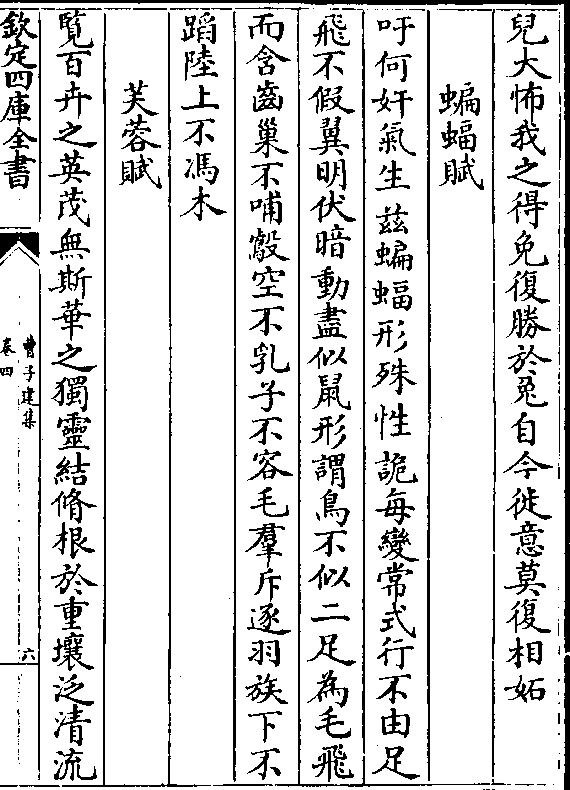 兒大怖我之得免復勝於兔自今徙意莫復相妬
蝙蝠賦
吁何奸氣生兹蝙蝠形殊性詭每變常式行不由足
飛不假翼明伏暗動盡似鼠形謂鳥不似二足為毛飛
而含齒巢不哺鷇空不乳子不容毛羣斥逐羽族下不
蹈陸上不馮木
芙蓉賦
覽百卉之英茂無斯華之獨靈結脩根於重壤泛清流
欽定四庫全書
曹子建集
卷四
六